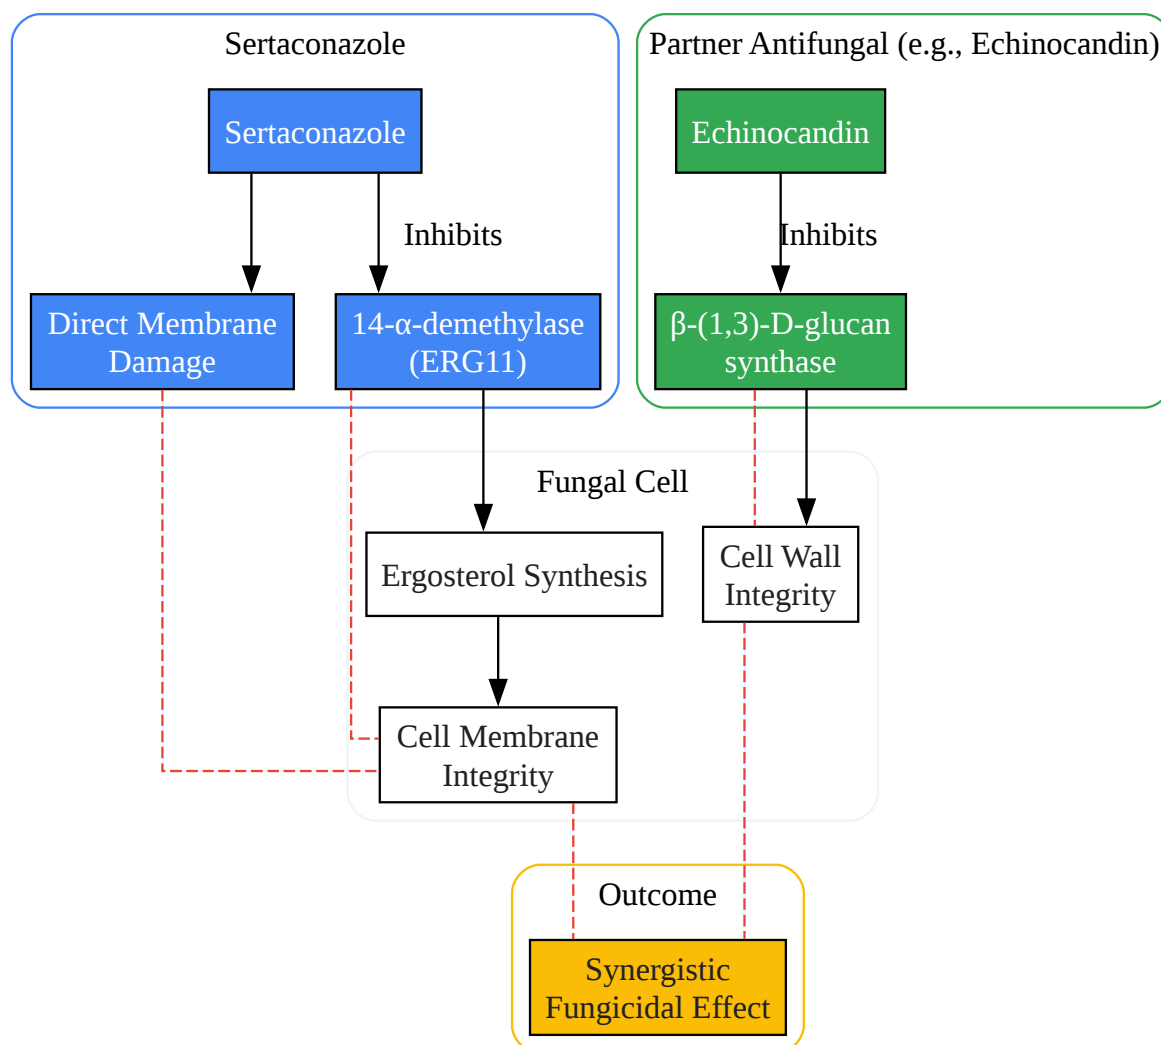 Sertaconazole
Partner Antifungal (e.g., Echinocandin)
Sertaconazole
Echinocandin
Inhibits
Inhibits
Direct Membrane
Damage
14-α-demethylase
(ERG11)
β-(1,3)-D-glucan
synthase
Fungal Cell
Ergosterol Synthesis
Cell Wall
Integrity
Cell Membrane
Integrity
Outcome
Synergistic
Fungicidal Effect